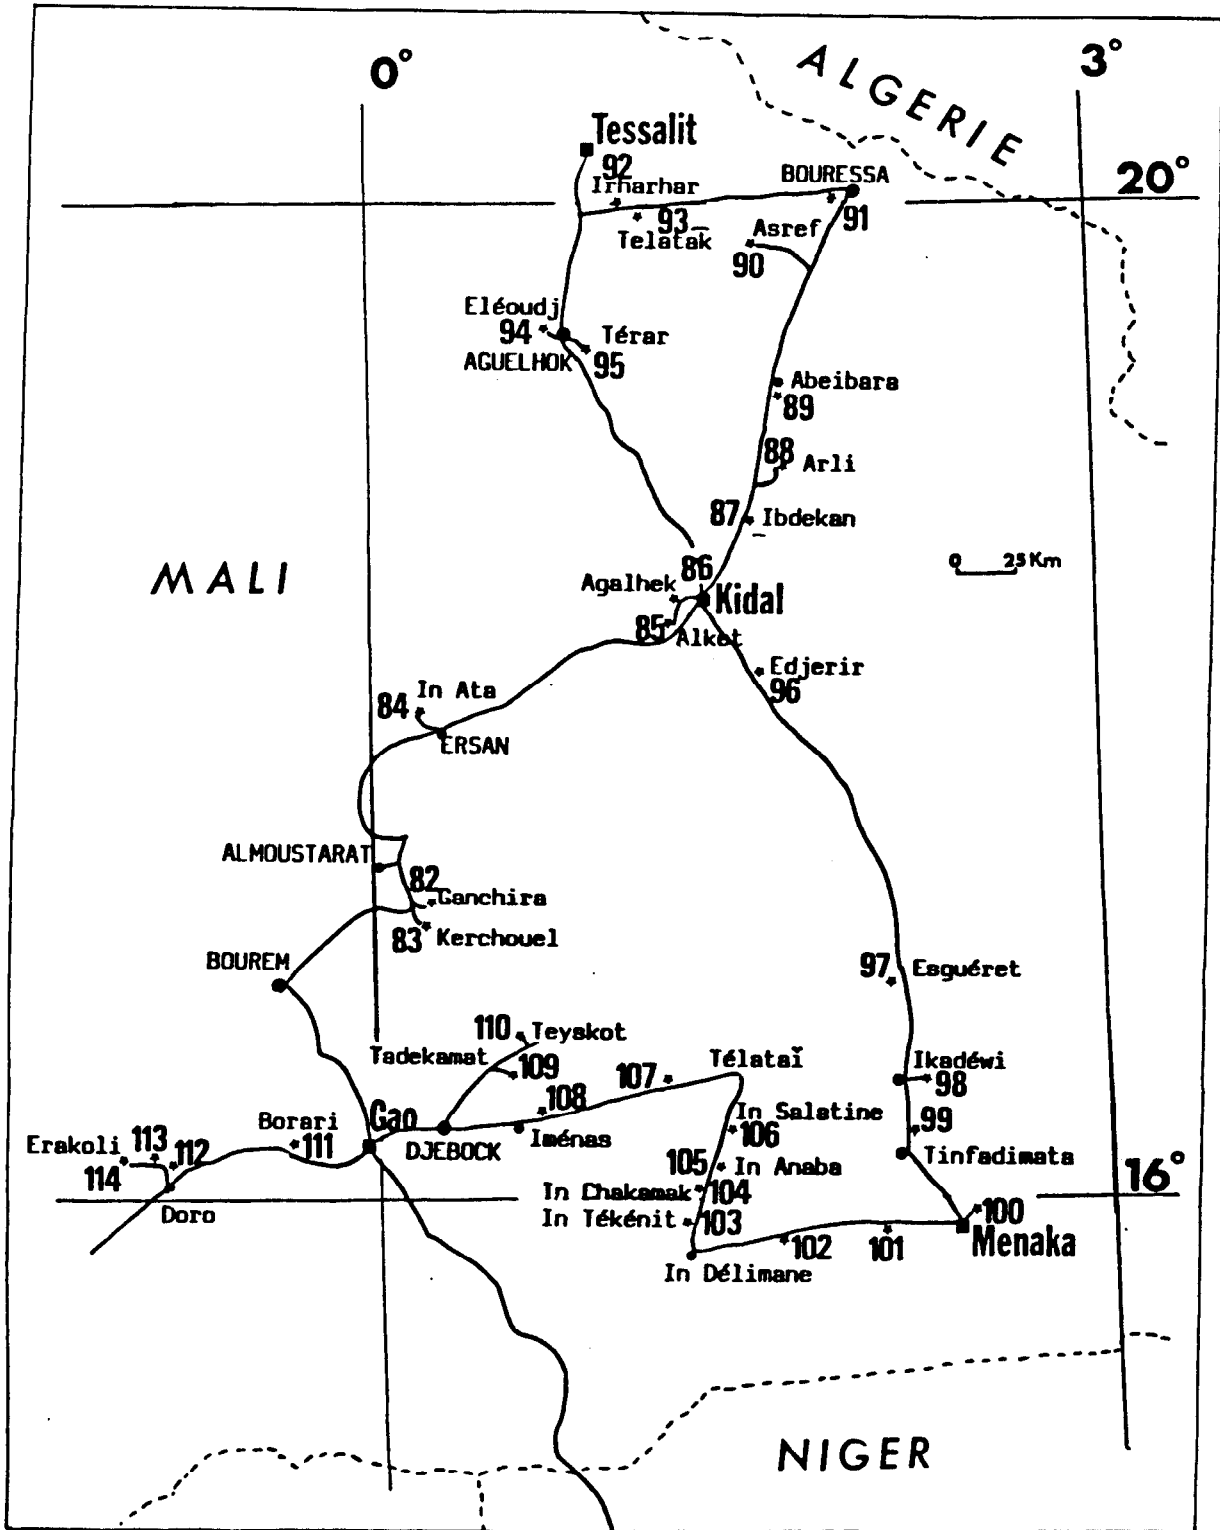 0°
3°
ALGERIE
Tessalit
92
BOURESSA
20°
Irharhar
93
91
Telatak
Asref
90
Eléoudj
94
Térar
AGUELHOK
95
Abeibara
89
88
Arli
87
Ibdekan
MALI
0 25 Km
86
Agalhek
Kidal
85
Alket
Edjerir
96
In Ata
84
ERSAN
ALMOUSTARAT
82
Ganchira
83
Kerchouel
BOUREM
97
Esguéret
110
Teyskot
Tadekamat
109
Télataï
Ikadéwi
107
98
108
Gao
In Salatine
99
Borari
106
Erakoli
113
112
111
DJEBOCK
Iménas
Tinfadimata
105
In Anaba
114
16°
In Chakamak
104
Doro
In Tékénit
103
100
102
101
Menaka
In Délimane
NIGER